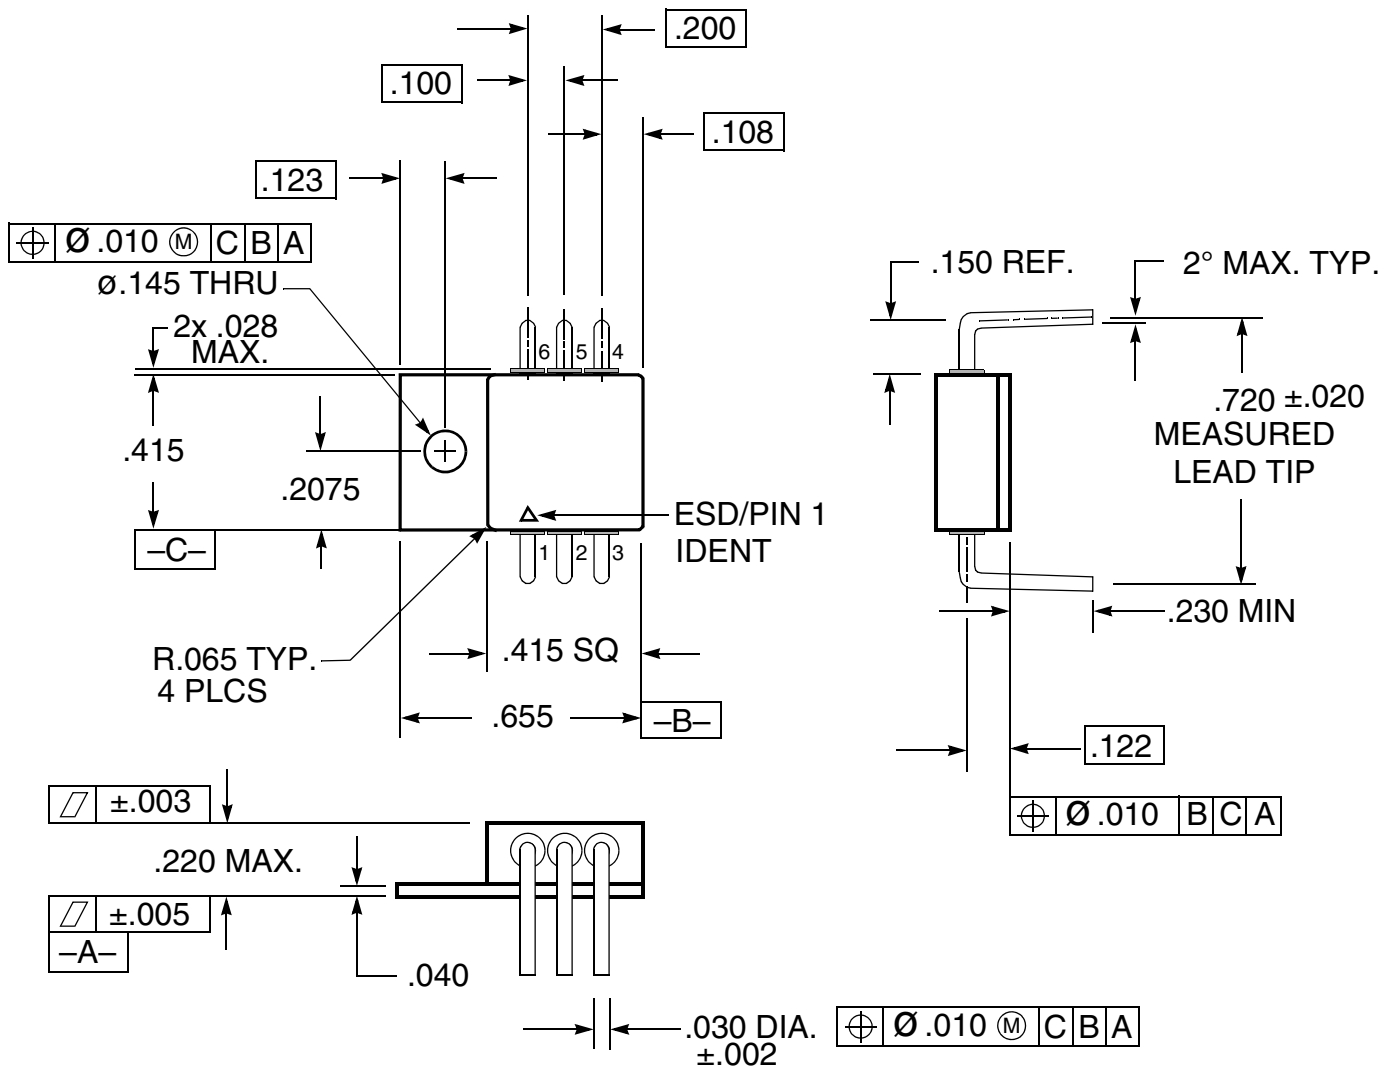 .200
.100
.108
.123
⌖ Ø .010 Ⓜ C B A
ø.145 THRU
2x .028
MAX.
6 5 4
.415
.2075
–C–
ESD/PIN 1
IDENT
1 2 3
R.065 TYP.
4 PLCS
.415 SQ
.655
–B–
.150 REF.
2° MAX. TYP.
.720 ±.020
MEASURED
LEAD TIP
.230 MIN
.122
⌖ Ø .010 B C A
⏥ ±.003
.220 MAX.
⏥ ±.005
–A–
.040
.030 DIA.
±.002
⌖ Ø .010 Ⓜ C B A